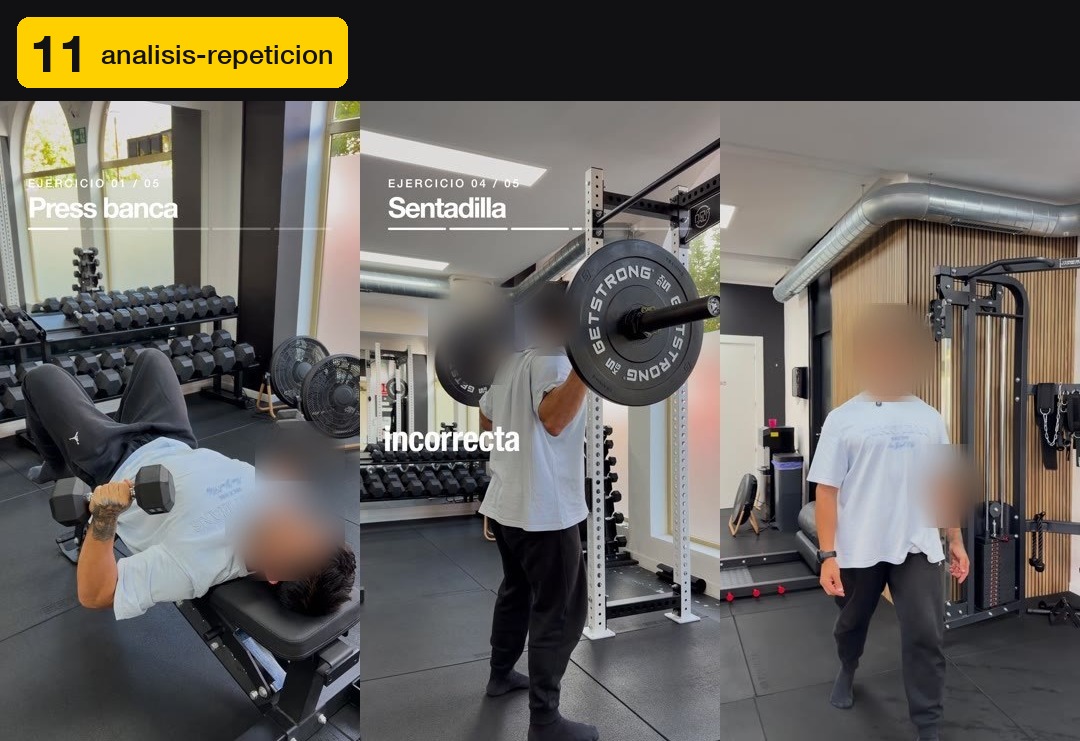 11 analisis-repeticion
EJERCICIO 01 / 05
Press banca
EJERCICIO 04 / 05
Sentadilla
GETSTRONG
GETSTRONG
incorrecta